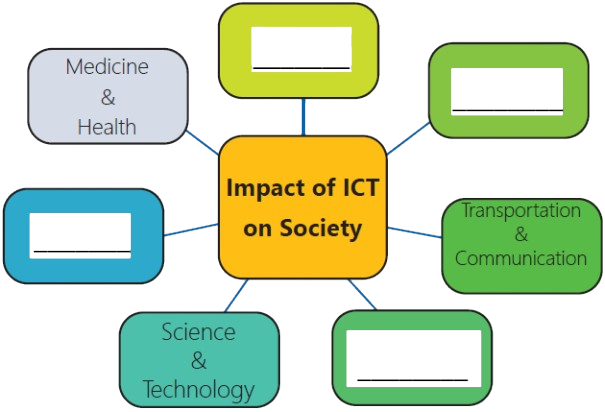 Medicine
&
Health
Impact of ICT
on Society
Transportation
&
Communication
Science
&
Technology